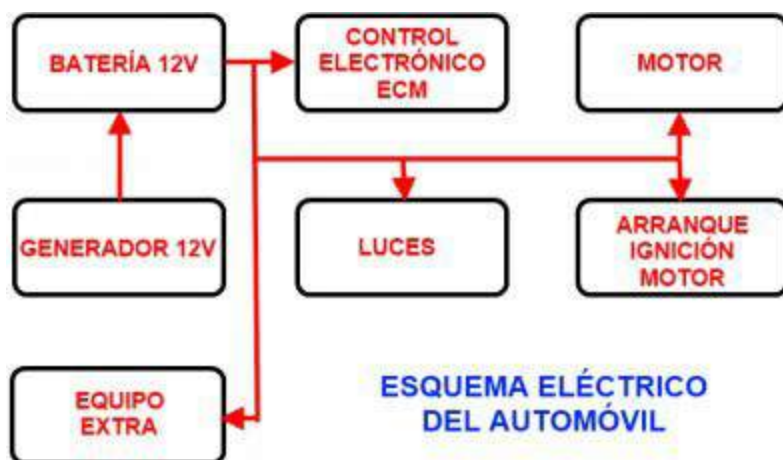 BATERÍA 12V
CONTROL
ELECTRÓNICO
ECM
MOTOR
GENERADOR 12V
LUCES
ARRANQUE
IGNICIÓN
MOTOR
EQUIPO
EXTRA
ESQUEMA ELÉCTRICO
DEL AUTOMÓVIL